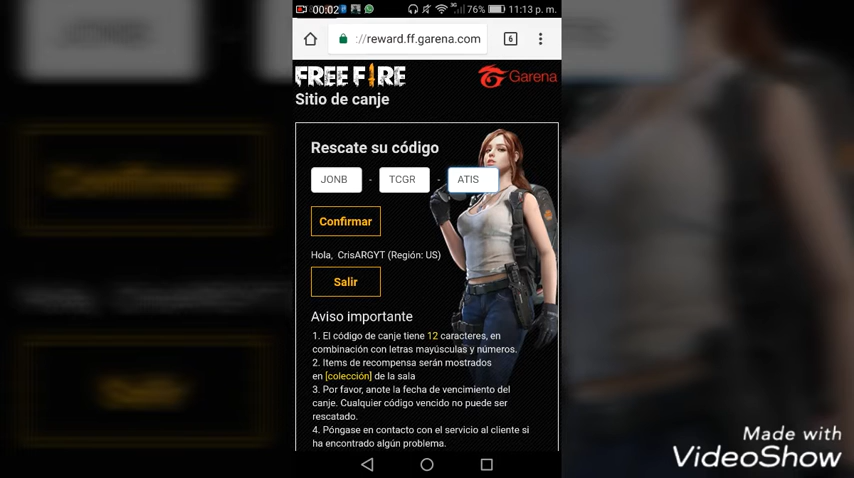 00:02
3G
76%
11:13 p. m.
://reward.ff.garena.com
6
FREE FIRE
Garena
Sitio de canje
Rescate su código
JONB - TCGR - ATIS
Confirmar
Hola, CrisARGYT (Región: US)
Salir
Aviso importante
1. El código de canje tiene 12 caracteres, en
combinación con letras mayúsculas y números.
2. Items de recompensa serán mostrados
en [colección] de la sala
3. Por favor, anote la fecha de vencimiento del
canje. Cualquier código vencido no puede ser
rescatado.
4. Póngase en contacto con el servicio al cliente si
ha encontrado algún problema.
Made with
VideoShow